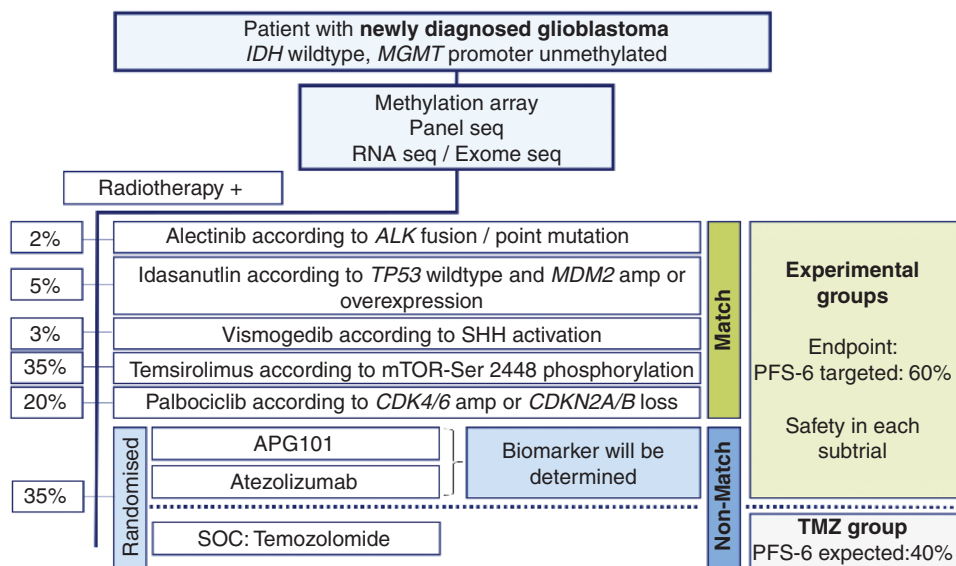 Patient with newly diagnosed glioblastoma
IDH wildtype, MGMT promoter unmethylated
Methylation array
Panel seq
RNA seq / Exome seq
Radiotherapy +
2%
Alectinib according to ALK fusion / point mutation
5%
Idasanutlin according to TP53 wildtype and MDM2 amp or
overexpression
3%
Vismogedib according to SHH activation
35%
Temsirolimus according to mTOR-Ser 2448 phosphorylation
20%
Palbociclib according to CDK4/6 amp or CDKN2A/B loss
Match
Experimental
groups
Endpoint:
PFS-6 targeted: 60%
Safety in each
subtrial
35%
Randomised
APG101
Atezolizumab
Biomarker will be
determined
SOC: Temozolomide
Non-Match
TMZ group
PFS-6 expected:40%